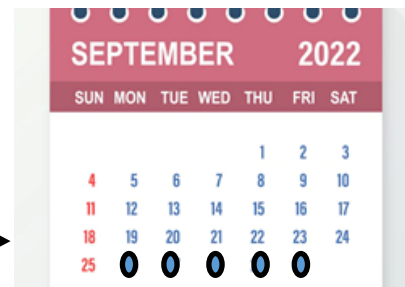 SEPTEMBER 2022
SUN MON TUE WED THU FRI SAT
1 2 3
4 5 6 7 8 9 10
11 12 13 14 15 16 17
18 19 20 21 22 23 24
25